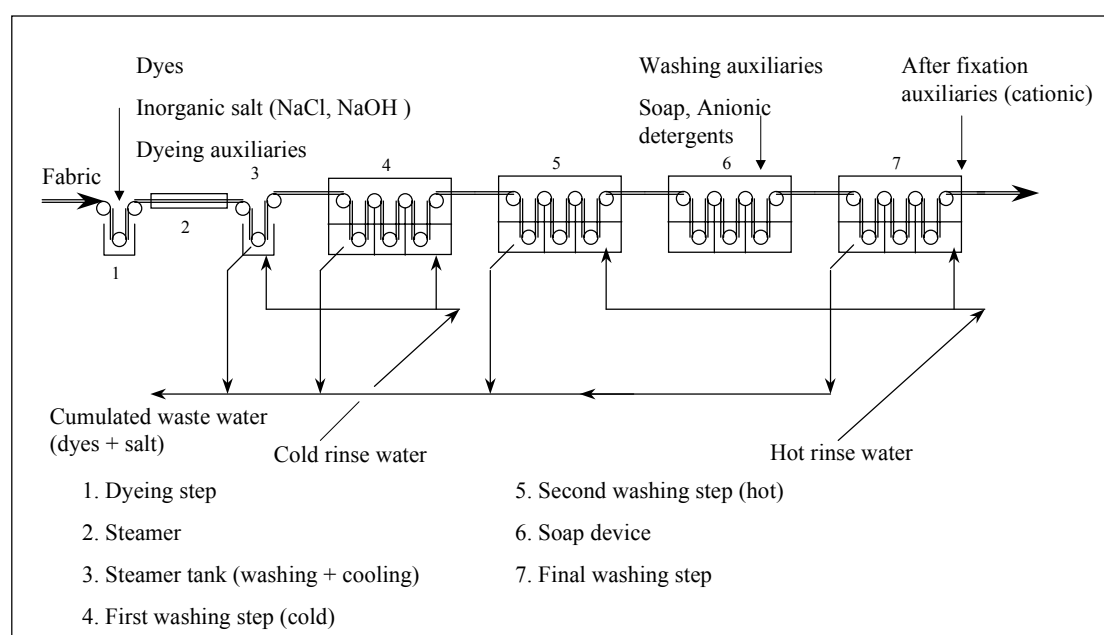 Dyes
Inorganic salt (NaCl, NaOH )
Dyeing auxiliaries
Washing auxiliaries
Soap, Anionic
detergents
After fixation
auxiliaries (cationic)
Fabric
1
2
3
4
5
6
7
Cumulated waste water
(dyes + salt)
Cold rinse water
Hot rinse water
1. Dyeing step
2. Steamer
3. Steamer tank (washing + cooling)
4. First washing step (cold)
5. Second washing step (hot)
6. Soap device
7. Final washing step